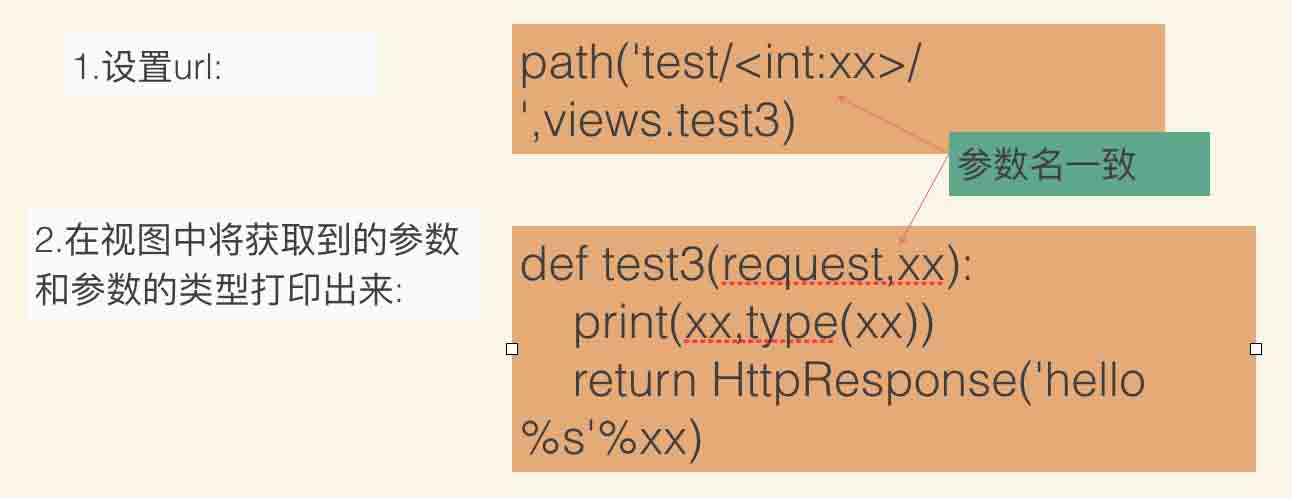 1.设置url:
path('test/<int:xx>/
',views.test3)
参数名一致
2.在视图中将获取到的参数
和参数的类型打印出来:
def test3(request,xx):
print(xx,type(xx))
return HttpResponse('hello
%s'%xx)